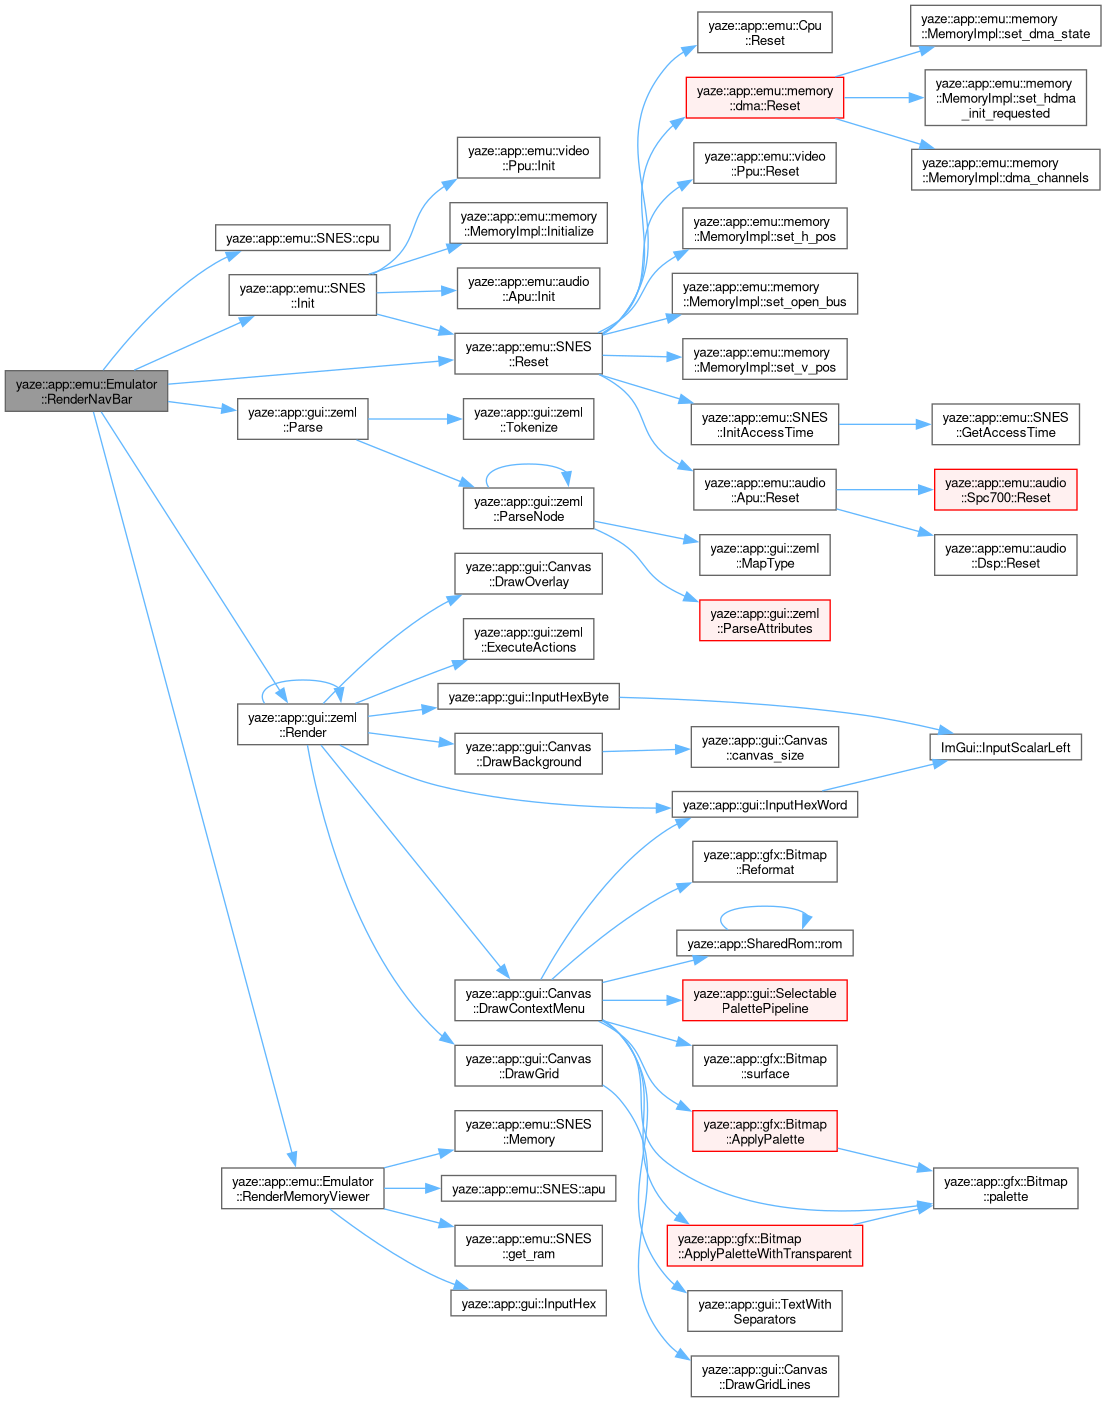 yaze::app::emu::Emulator
::RenderNavBar
yaze::app::emu::SNES::cpu
yaze::app::emu::SNES
::Init
yaze::app::gui::zeml
::Parse
yaze::app::gui::zeml
::Render
yaze::app::emu::Emulator
::RenderMemoryViewer
yaze::app::emu::video
::Ppu::Init
yaze::app::emu::memory
::MemoryImpl::Initialize
yaze::app::emu::audio
::Apu::Init
yaze::app::emu::SNES
::Reset
yaze::app::gui::zeml
::Tokenize
yaze::app::gui::zeml
::ParseNode
yaze::app::gui::Canvas
::DrawOverlay
yaze::app::gui::zeml
::ExecuteActions
yaze::app::gui::InputHexByte
yaze::app::gui::Canvas
::DrawBackground
yaze::app::gui::Canvas
::DrawContextMenu
yaze::app::gui::Canvas
::DrawGrid
yaze::app::emu::SNES
::Memory
yaze::app::emu::SNES::apu
yaze::app::emu::SNES
::get_ram
yaze::app::gui::InputHex
yaze::app::emu::Cpu
::Reset
yaze::app::emu::memory
::dma::Reset
yaze::app::emu::video
::Ppu::Reset
yaze::app::emu::memory
::MemoryImpl::set_h_pos
yaze::app::emu::memory
::MemoryImpl::set_open_bus
yaze::app::emu::memory
::MemoryImpl::set_v_pos
yaze::app::emu::SNES
::InitAccessTime
yaze::app::emu::audio
::Apu::Reset
yaze::app::gui::zeml
::MapType
yaze::app::gui::zeml
::ParseAttributes
yaze::app::gui::Canvas
::canvas_size
yaze::app::gui::InputHexWord
yaze::app::gfx::Bitmap
::Reformat
yaze::app::SharedRom::rom
yaze::app::gui::Selectable
PalettePipeline
yaze::app::gfx::Bitmap
::surface
yaze::app::gfx::Bitmap
::ApplyPalette
yaze::app::gfx::Bitmap
::ApplyPaletteWithTransparent
yaze::app::gui::TextWith
Separators
yaze::app::gui::Canvas
::DrawGridLines
yaze::app::emu::memory
::MemoryImpl::set_dma_state
yaze::app::emu::memory
::MemoryImpl::set_hdma
_init_requested
yaze::app::emu::memory
::MemoryImpl::dma_channels
yaze::app::emu::SNES
::GetAccessTime
yaze::app::emu::audio
::Spc700::Reset
yaze::app::emu::audio
::Dsp::Reset
ImGui::InputScalarLeft
yaze::app::gfx::Bitmap
::palette